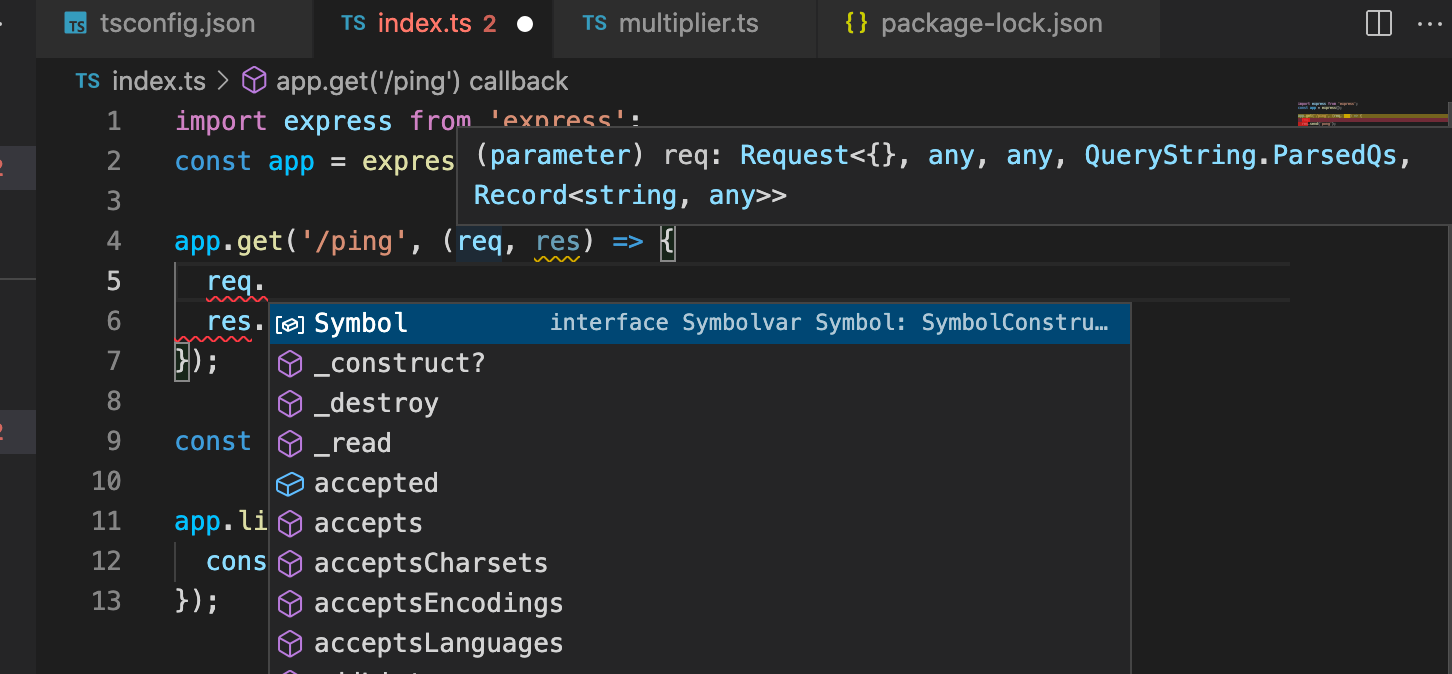 tsconfig.json TS index.ts 2 TS multiplier.ts {} package-lock.json ...
TS index.ts > app.get('/ping') callback
1 import express from 'express';
2 const app = expres
(parameter) req: Request<{}, any, any, QueryString.ParsedQs,
Record<string, any>>
3
4 app.get('/ping', (req, res) => {
5 req.
6 res.
7 });
8
9 const
10
11 app.li
12 cons
13 });
Symbol interface Symbolvar Symbol: SymbolConstru…
_construct?
_destroy
_read
accepted
accepts
acceptsCharsets
acceptsEncodings
acceptsLanguages